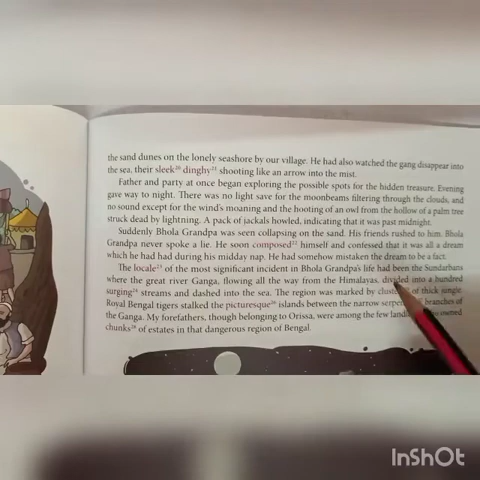 the sand dunes on the lonely seashore by our village. He had also watched the gang disappear into
the sea, their sleek²⁰ dinghy²¹ shooting like an arrow into the mist.
Father and party at once began exploring the possible spots for the hidden treasure. Evening
gave way to night. There was no light save for the moonbeams filtering through the clouds, and
no sound except for the wind's moaning and the hooting of an owl from the hollow of a palm tree
struck dead by lightning. A pack of jackals howled, indicating that it was past midnight.
Suddenly Bhola Grandpa was seen collapsing on the sand. His friends rushed to him. Bhola
Grandpa never spoke a lie. He soon composed²² himself and confessed that it was all a dream
which he had had during his midday nap. He had somehow mistaken the dream to be a fact.
The locale²³ of the most significant incident in Bhola Grandpa's life had been the Sundarbans
where the great river Ganga, flowing all the way from the Himalayas, divided into a hundred
surging²⁴ streams and dashed into the sea. The region was marked by of thick jungle.
Royal Bengal tigers stalked the picturesque²⁶ islands between the narrow branches of
the Ganga. My forefathers, though belonging to Orissa, were among the few owned
chunks²⁸ of estates in that dangerous region of Bengal
InShOt